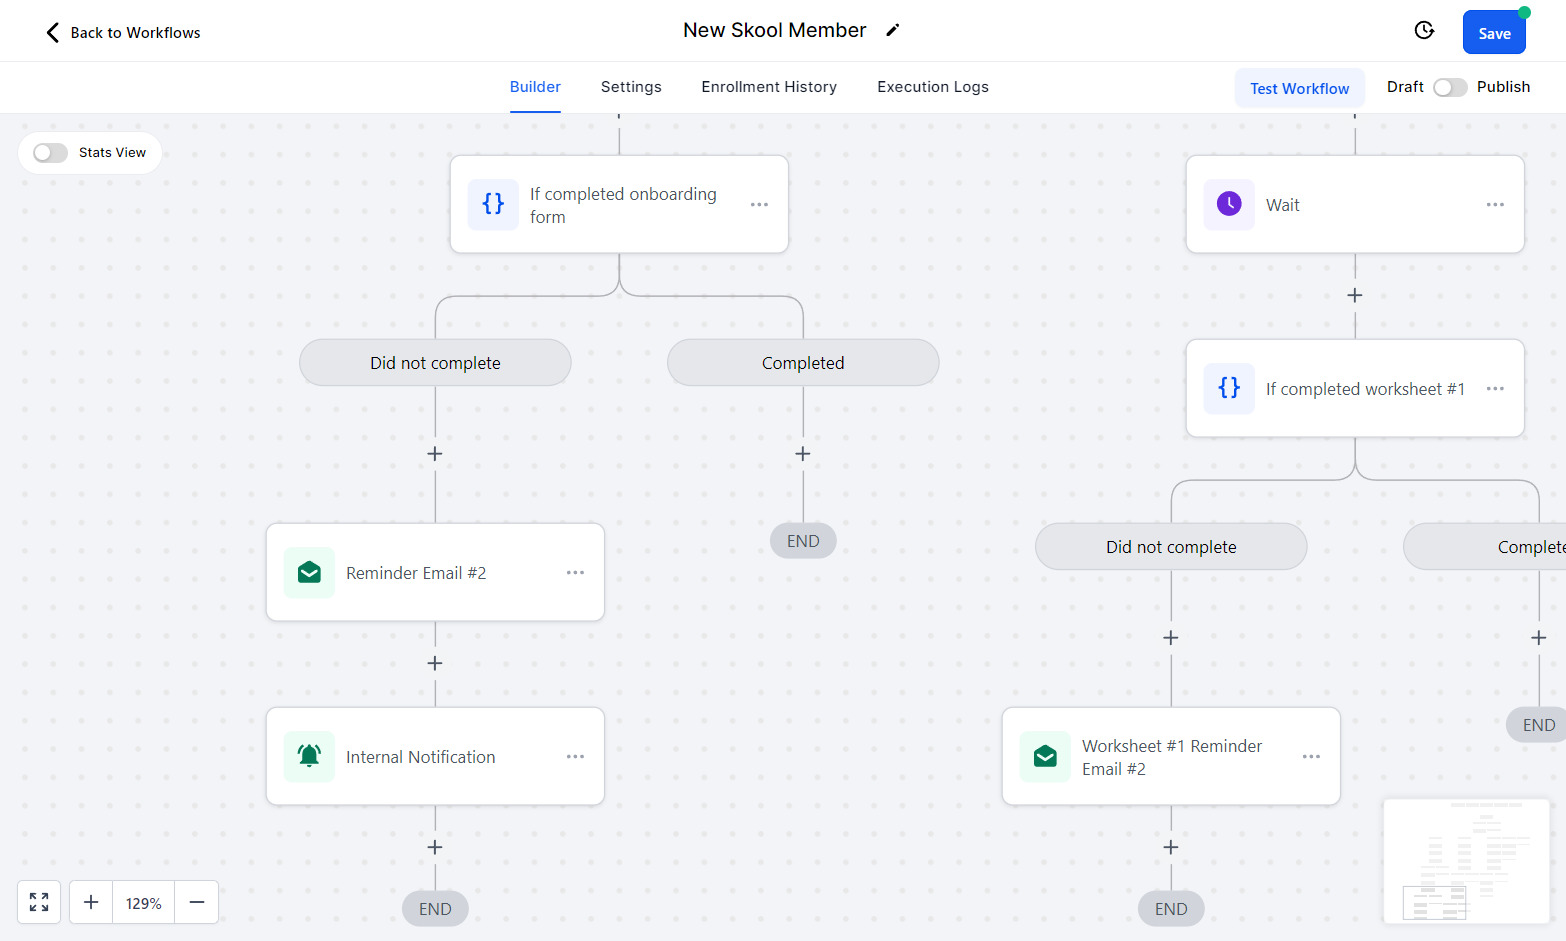 Back to Workflows
New Skool Member
Save
Builder
Settings
Enrollment History
Execution Logs
Test Workflow
Draft
Publish
Stats View
If completed onboarding
form
Wait
Did not complete
Completed
If completed worksheet #1
Reminder Email #2
END
Did not complete
Complete
Internal Notification
Worksheet #1 Reminder
Email #2
END
129%
END
END